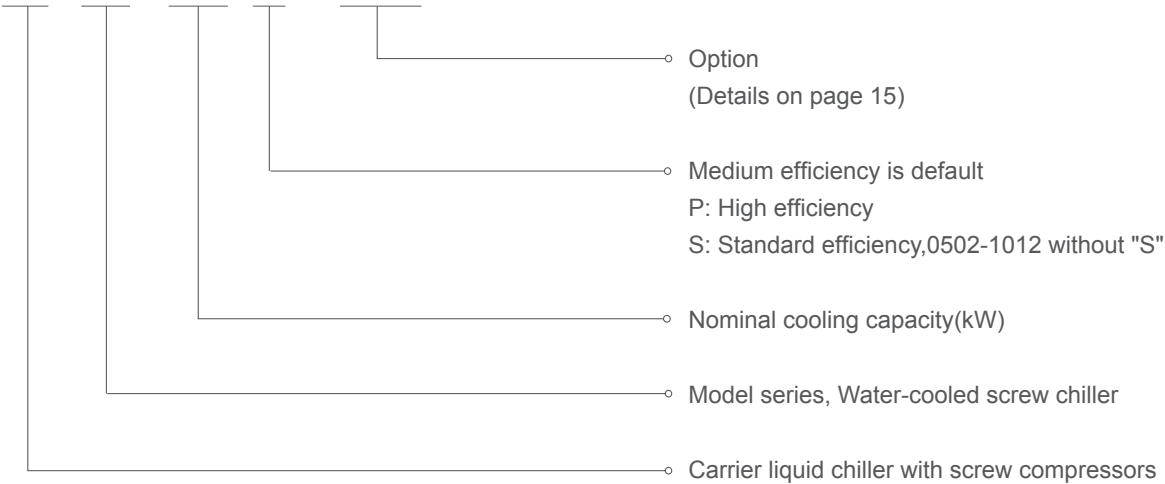 Option
(Details on page 15)
Medium efficiency is default
P: High efficiency
S: Standard efficiency,0502-1012 without "S"
Nominal cooling capacity(kW)
Model series, Water-cooled screw chiller
Carrier liquid chiller with screw compressors